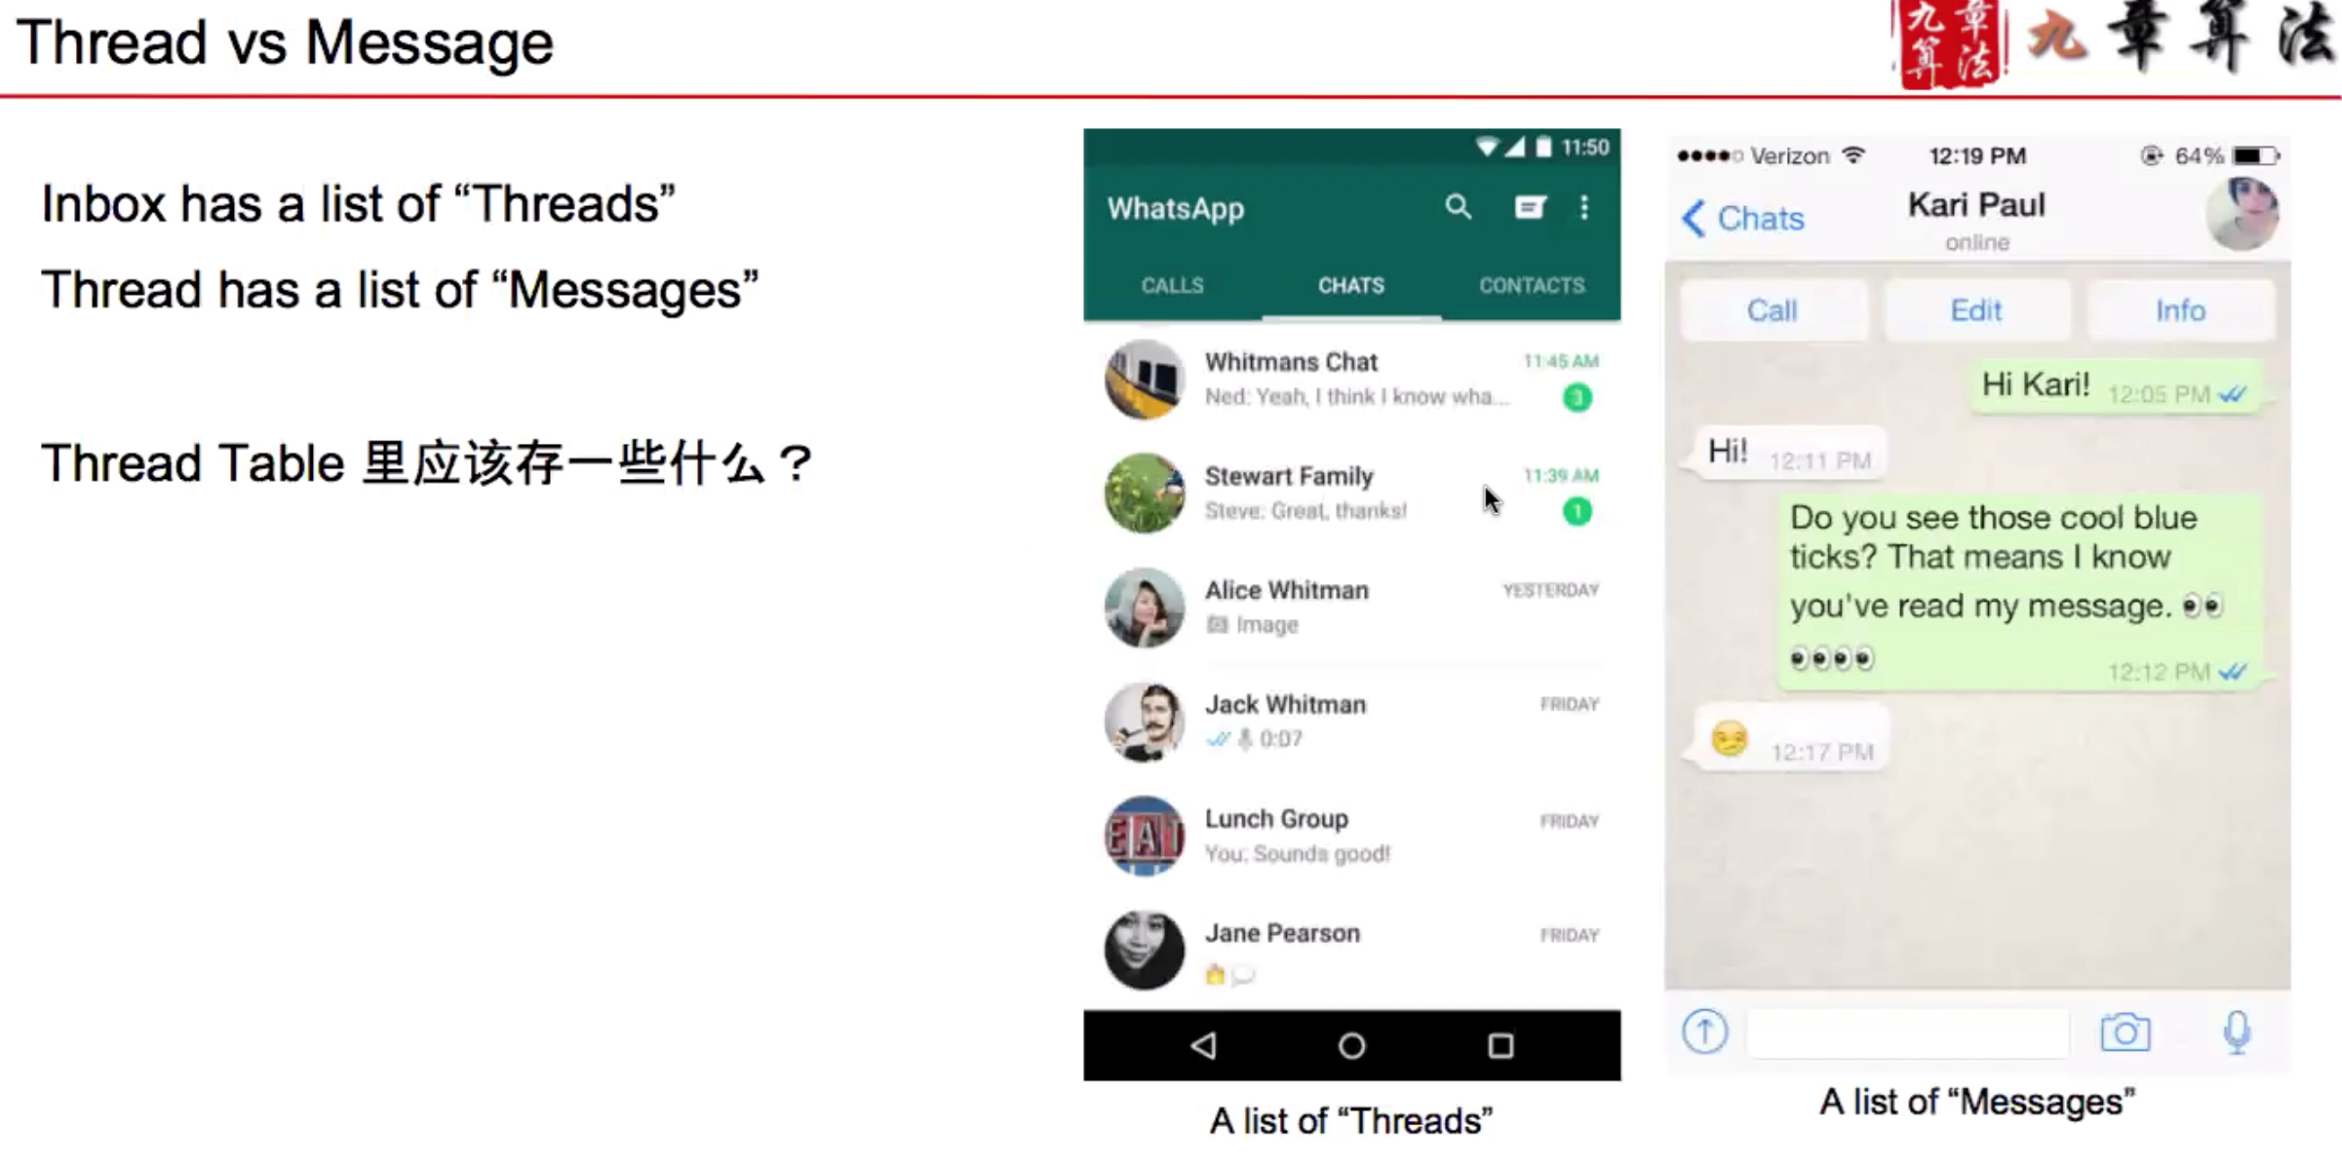 Thread vs Message
九章算法
九章算法
Inbox has a list of “Threads”
Thread has a list of “Messages”
Thread Table 里应该存一些什么？
11:50
WhatsApp
CALLS CHATS CONTACTS
Whitmans Chat 11:45 AM
Ned: Yeah, I think I know wha... 3
Stewart Family 11:39 AM
Steve: Great, thanks! 1
Alice Whitman YESTERDAY
Image
Jack Whitman FRIDAY
0:07
EAT
Lunch Group FRIDAY
You: Sounds good!
Jane Pearson FRIDAY
A list of “Threads”
Verizon 12:19 PM 64%
Chats Kari Paul
online
Call Edit Info
Hi Kari! 12:05 PM
Hi! 12:11 PM
Do you see those cool blue
ticks? That means I know
you've read my message. 👀
👀👀 12:12 PM
😏 12:17 PM
A list of “Messages”